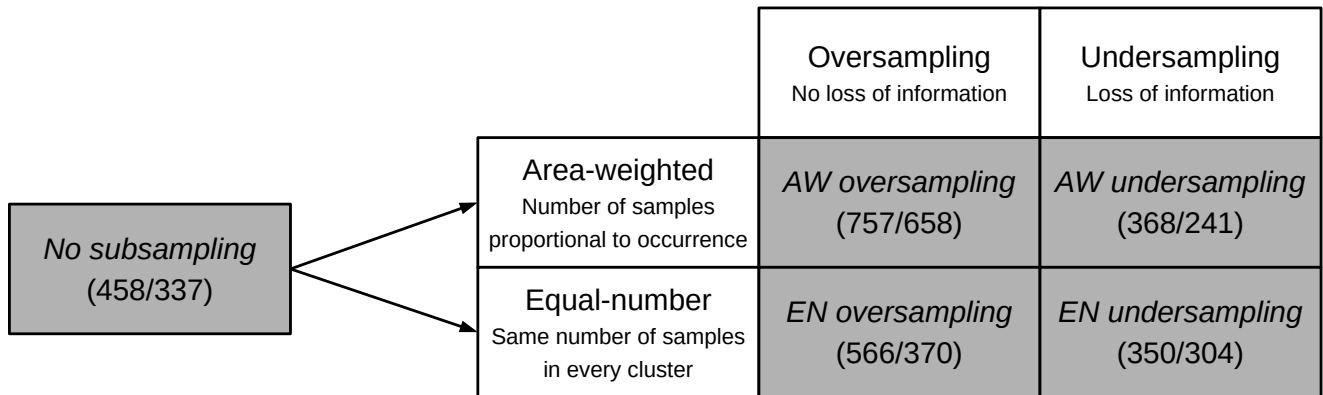 Oversampling
No loss of information
Undersampling
Loss of information
No subsampling
(458/337)
Area-weighted
Number of samples
proportional to occurrence
AW oversampling
(757/658)
AW undersampling
(368/241)
Equal-number
Same number of samples
in every cluster
EN oversampling
(566/370)
EN undersampling
(350/304)